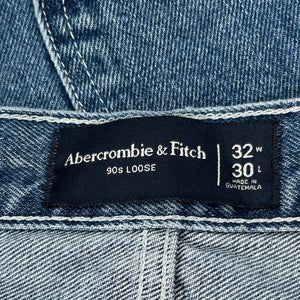 Abercrombie & Fitch
90s LOOSE
32 W
30 L
MADE IN
GUATEMALA